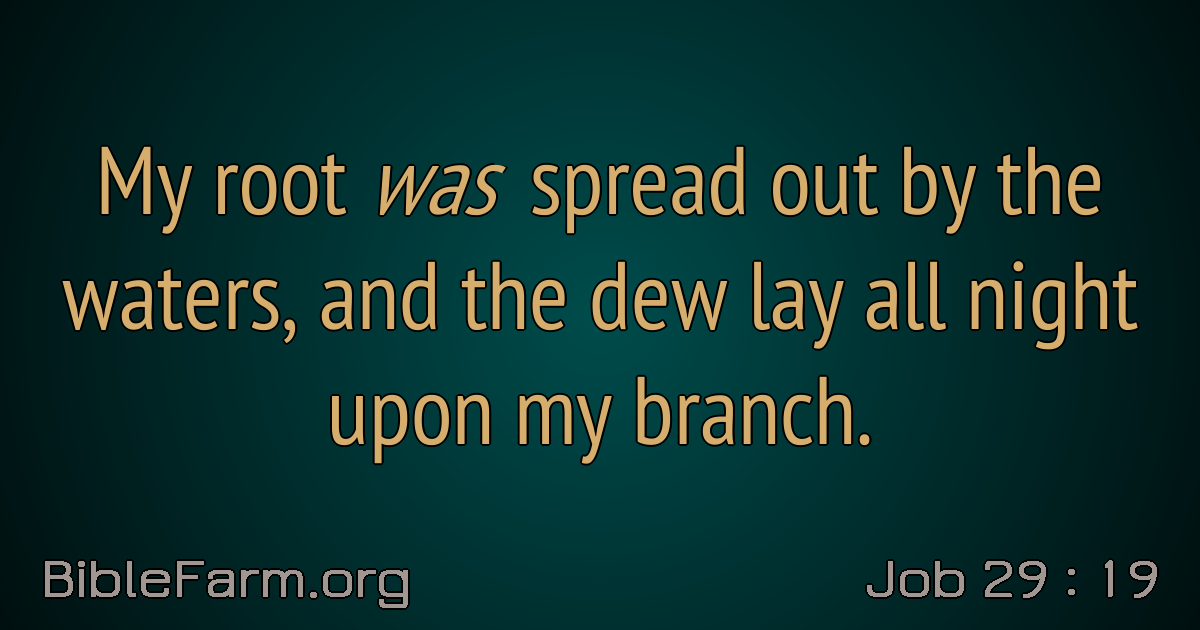 My root was spread out by the
waters, and the dew lay all night
upon my branch.
BibleFarm.org
Job 29 : 19